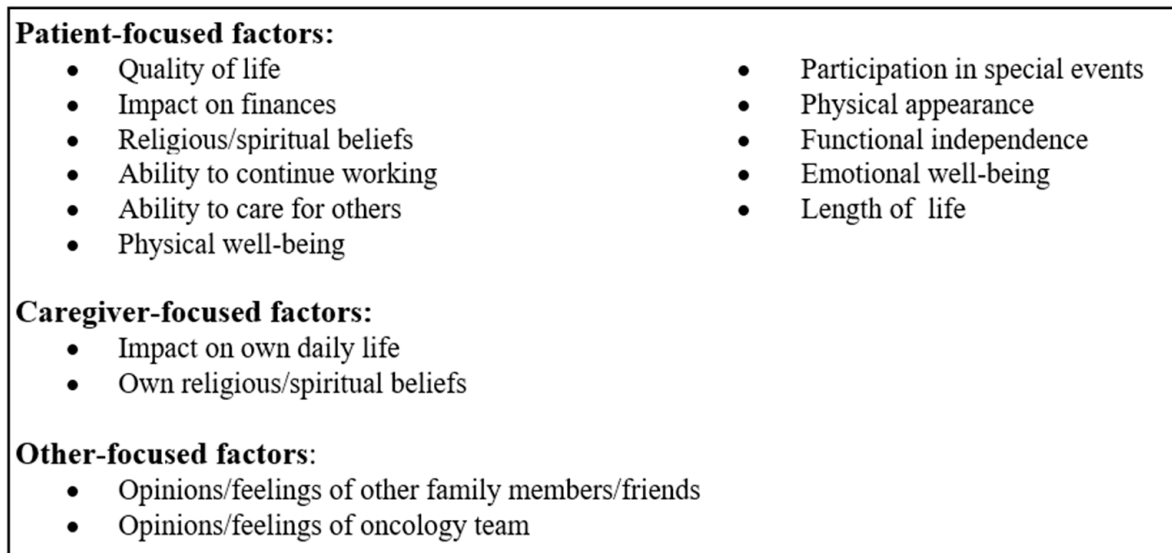 Patient-focused factors:
• Quality of life
• Impact on finances
• Religious/spiritual beliefs
• Ability to continue working
• Ability to care for others
• Physical well-being
• Participation in special events
• Physical appearance
• Functional independence
• Emotional well-being
• Length of life
Caregiver-focused factors:
• Impact on own daily life
• Own religious/spiritual beliefs
Other-focused factors:
• Opinions/feelings of other family members/friends
• Opinions/feelings of oncology team